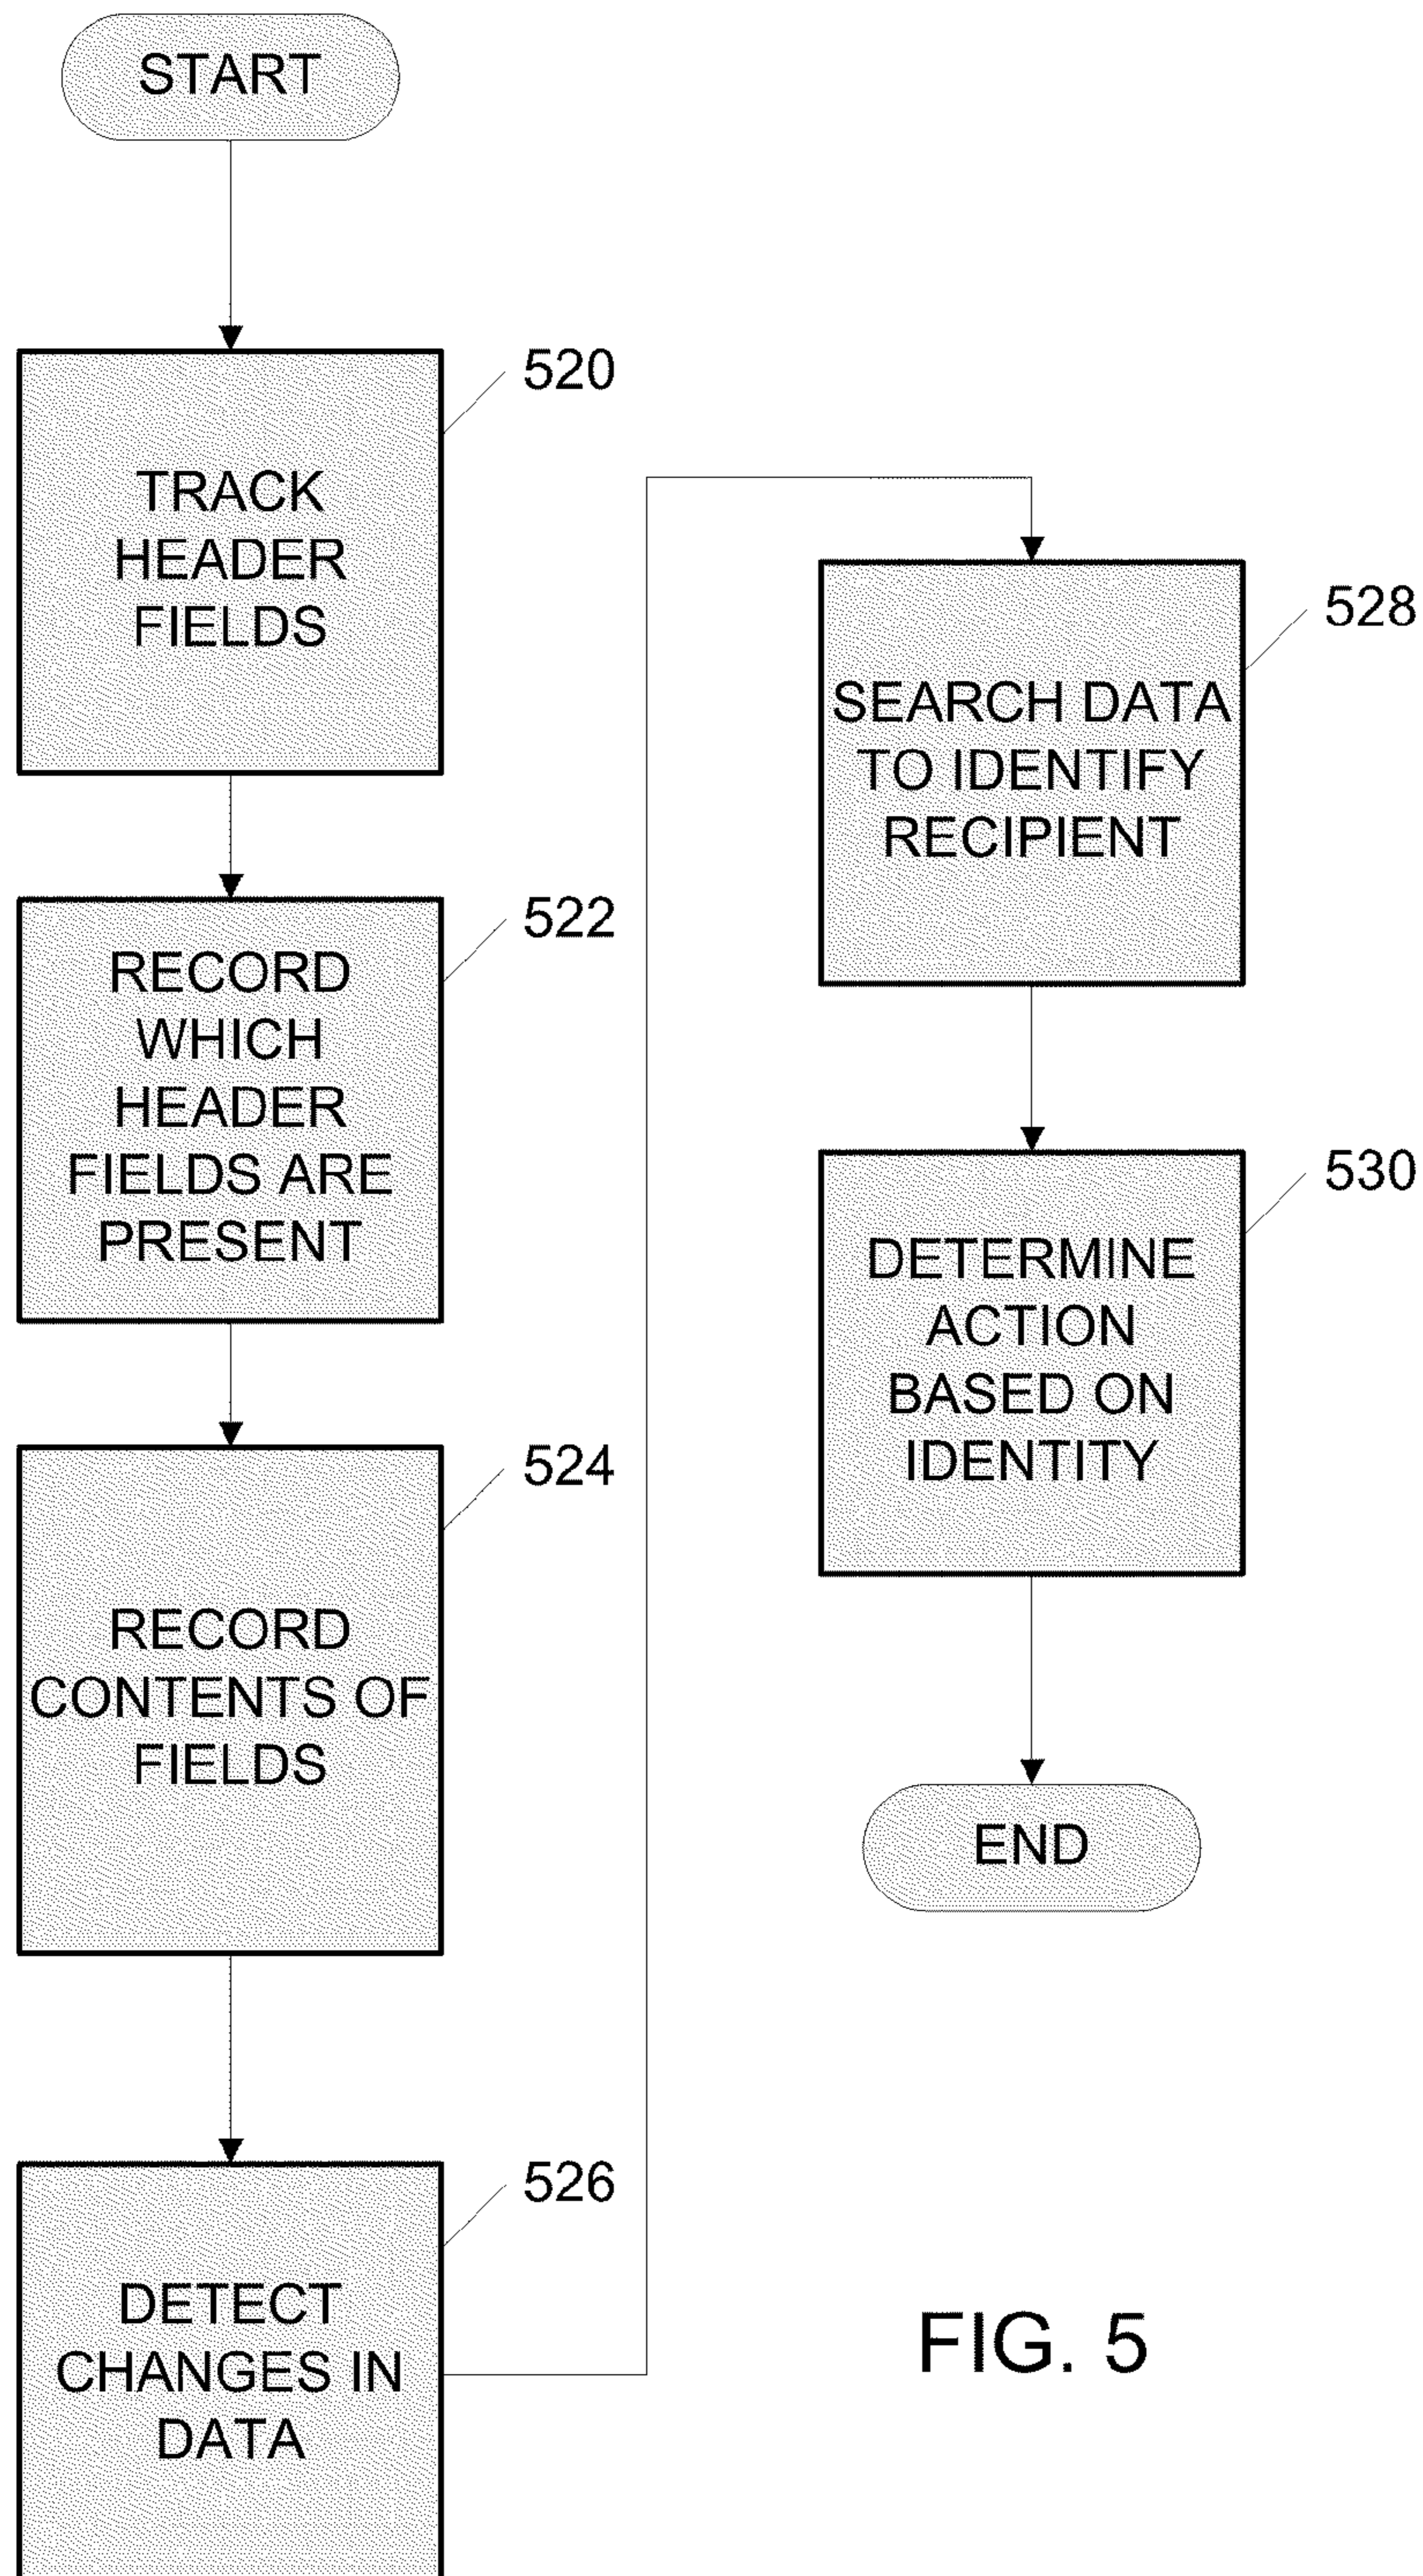 START
520
TRACK
HEADER
FIELDS
522
RECORD
WHICH
HEADER
FIELDS ARE
PRESENT
524
RECORD
CONTENTS OF
FIELDS
526
DETECT
CHANGES IN
DATA
528
SEARCH DATA
TO IDENTIFY
RECIPIENT
530
DETERMINE
ACTION
BASED ON
IDENTITY
END
FIG. 5